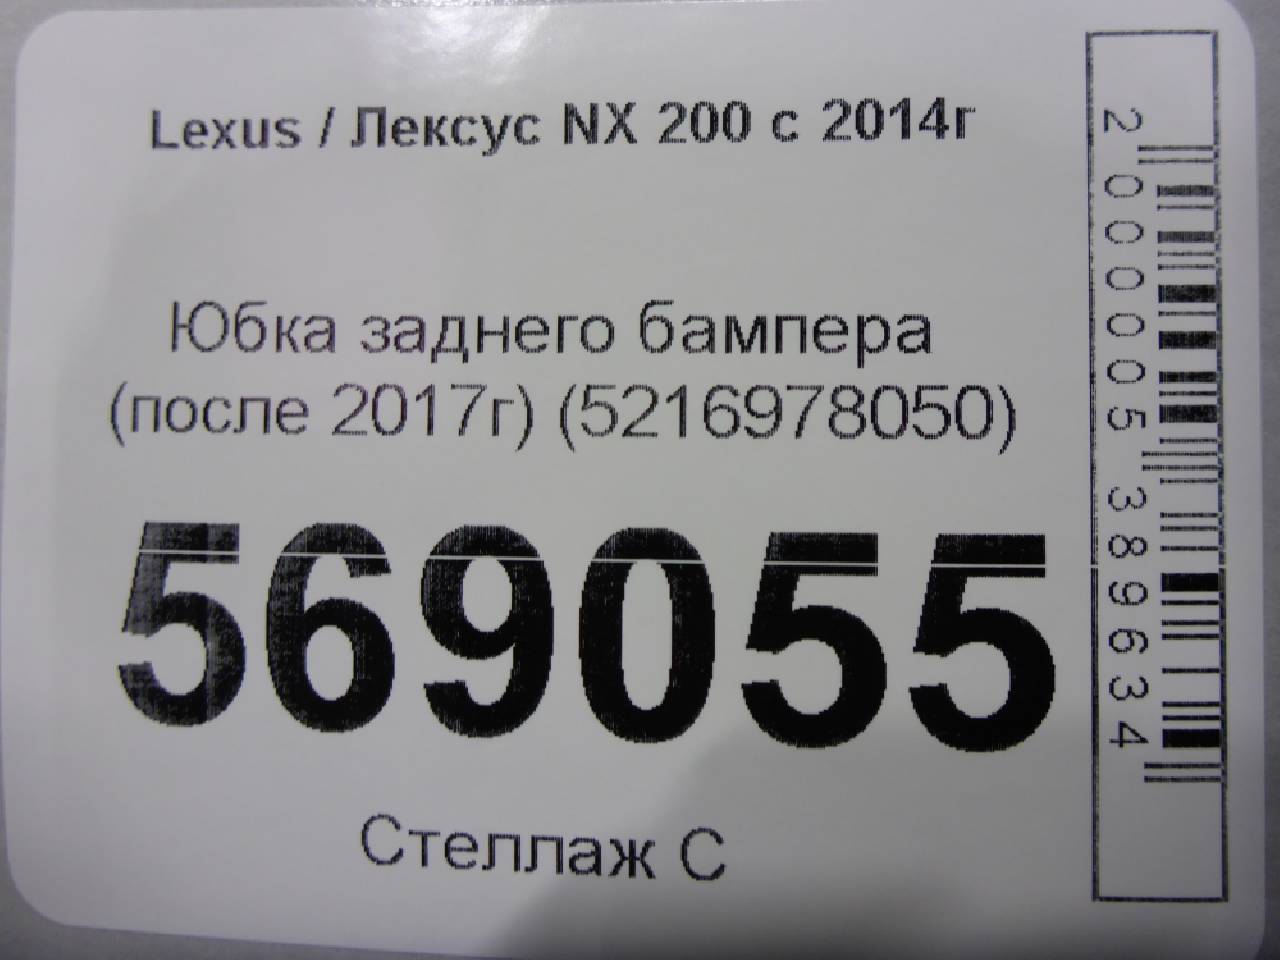 Lexus / Лексус NX 200 с 2014г
Юбка заднего бампера
(после 2017г) (5216978050)
569055
Стеллаж С
2000005389634